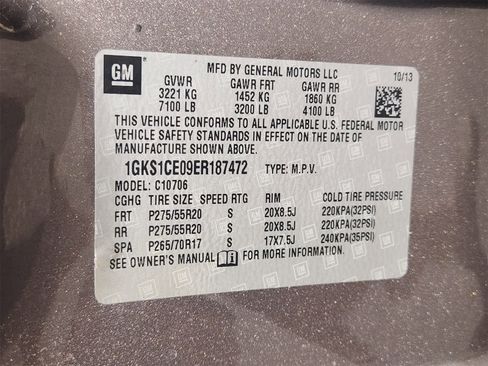 GM
MFD BY GENERAL MOTORS LLC
10/13
GVWR GAWR FRT GAWR RR
3221 KG 1452 KG 1860 KG
7100 LB 3200 LB 4100 LB
THIS VEHICLE CONFORMS TO ALL APPLICABLE U.S. FEDERAL MOTOR
VEHICLE SAFETY STANDARDS IN EFFECT ON THE DATE OF
MANUFACTURE SHOWN ABOVE.
1GKS1CE09ER187472 TYPE: M.P.V.
MODEL: C10706
CGHG TIRE SIZE SPEED RTG RIM COLD TIRE PRESSURE
FRT P275/55R20 S 20X8.5J 220KPA(32PSI)
RR P275/55R20 S 20X8.5J 220KPA(32PSI)
SPA P265/70R17 S 17X7.5J 240KPA(35PSI)
SEE OWNER'S MANUAL FOR MORE INFORMATION.